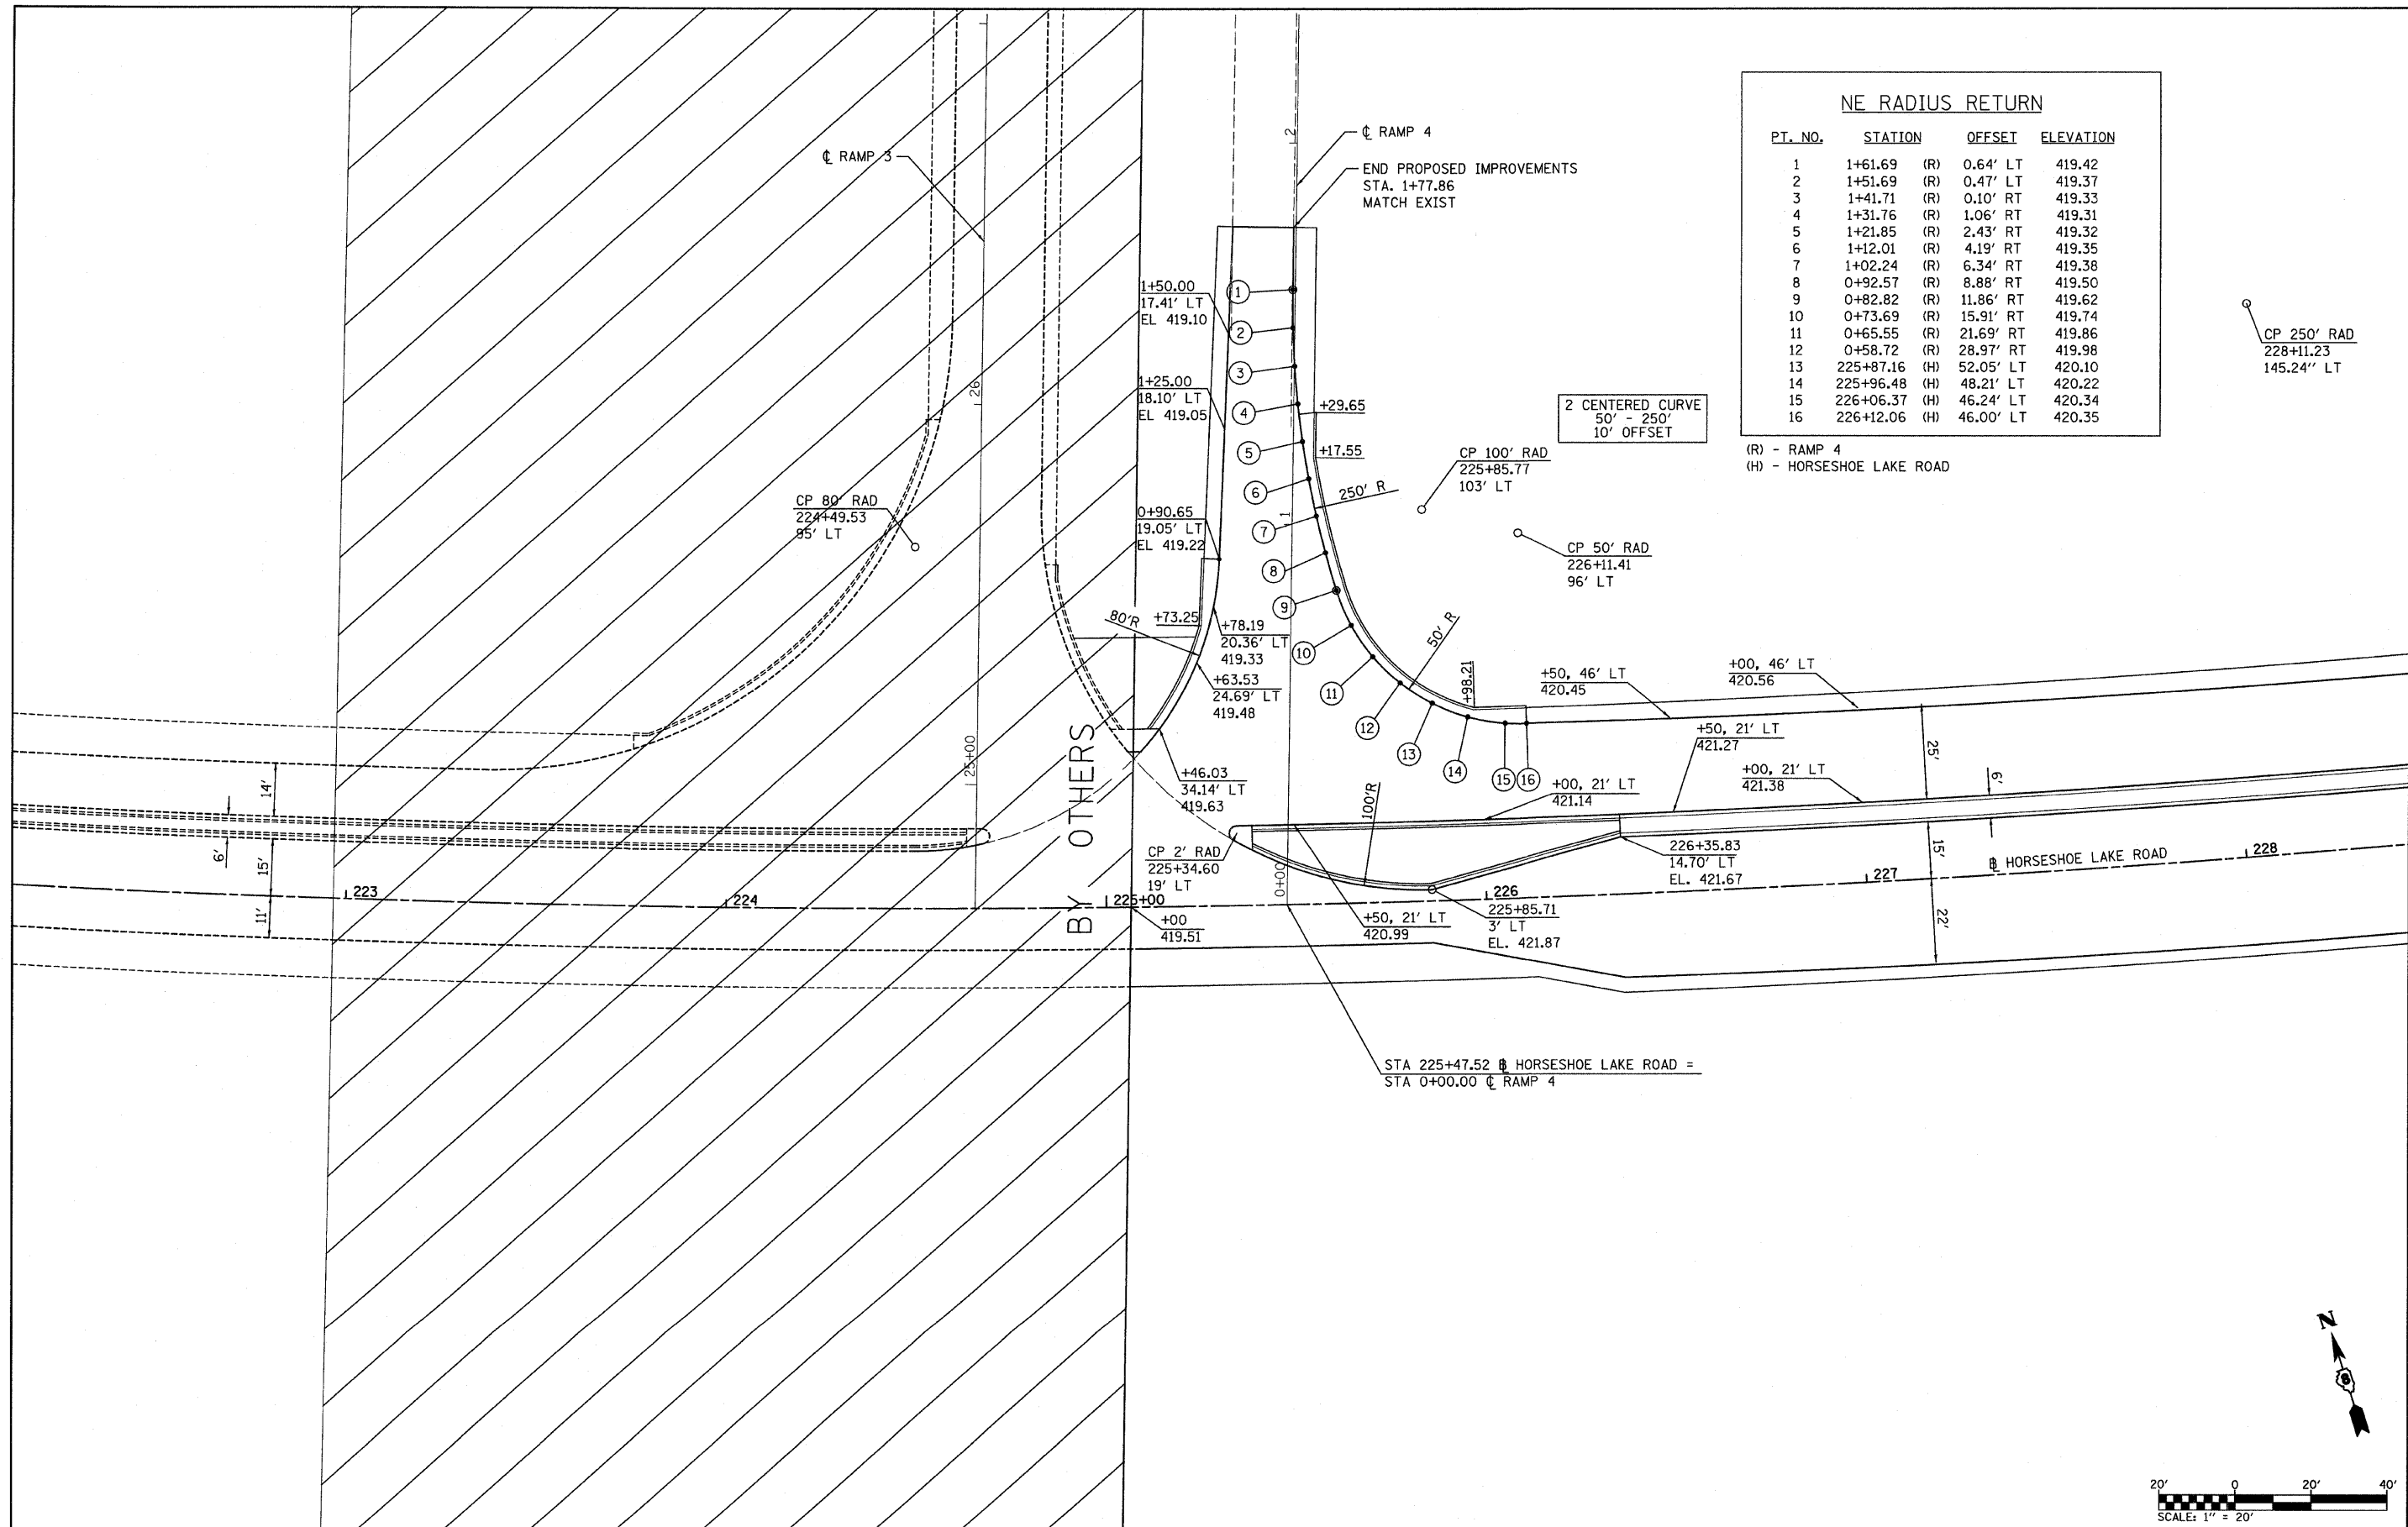 NE RADIUS RETURN
PT. NO. STATION OFFSET ELEVATION
1 1+61.69 (R) 0.64' LT 419.42
2 1+51.69 (R) 0.47' LT 419.37
3 1+41.71 (R) 0.10' RT 419.33
4 1+31.76 (R) 1.06' RT 419.31
5 1+21.85 (R) 2.43' RT 419.32
6 1+12.01 (R) 4.19' RT 419.35
7 1+02.24 (R) 6.34' RT 419.38
8 0+92.57 (R) 8.88' RT 419.50
9 0+82.82 (R) 11.86' RT 419.62
10 0+73.69 (R) 15.91' RT 419.74
11 0+65.55 (R) 21.69' RT 419.86
12 0+58.72 (R) 28.97' RT 419.98
13 225+87.16 (H) 52.05' LT 420.10
14 225+96.48 (H) 48.21' LT 420.22
15 226+06.37 (H) 46.24' LT 420.34
16 226+12.06 (H) 46.00' LT 420.35
(R) - RAMP 4
(H) - HORSESHOE LAKE ROAD
℄ RAMP 3
℄ RAMP 4
END PROPOSED IMPROVEMENTS
STA. 1+77.86
MATCH EXIST
2
1
0+00
26
25+00
1+50.00
17.41' LT
EL 419.10
1+25.00
18.10' LT
EL 419.05
0+90.65
19.05' LT
EL 419.22
1
2
3
4
5
6
7
8
9
10
11
12
13
14
15
16
+29.65
+17.55
250' R
50' R
+98.21
2 CENTERED CURVE
50' - 250'
10' OFFSET
CP 250' RAD
228+11.23
145.24'' LT
CP 100' RAD
225+85.77
103' LT
CP 50' RAD
226+11.41
96' LT
CP 80' RAD
224+49.53
95' LT
80'R
+73.25
+78.19
20.36' LT
419.33
+63.53
24.69' LT
419.48
+46.03
34.14' LT
419.63
+50, 46' LT
420.45
+00, 46' LT
420.56
+50, 21' LT
421.27
+00, 21' LT
421.38
+00, 21' LT
421.14
100'R
25'
6'
15'
22'
14'
6'
15'
11'
CP 2' RAD
225+34.60
19' LT
226+35.83
14.70' LT
EL. 421.67
225+85.71
3' LT
EL. 421.87
+50, 21' LT
420.99
+00
419.51
223
224
225+00
226
227
228
HORSESHOE LAKE ROAD
BY OTHERS
STA 225+47.52 HORSESHOE LAKE ROAD =
STA 0+00.00 ℄ RAMP 4
N
8
20' 0 20' 40'
SCALE: 1'' = 20'